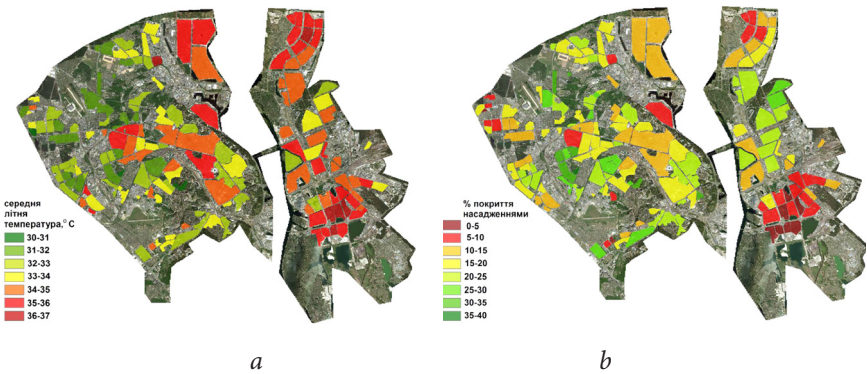 середня
літня
температура,° С
30-31
31-32
32-33
33-34
34-35
35-36
36-37
% покриття
насадженнями
0-5
5-10
10-15
15-20
20-25
25-30
30-35
35-40
a
b